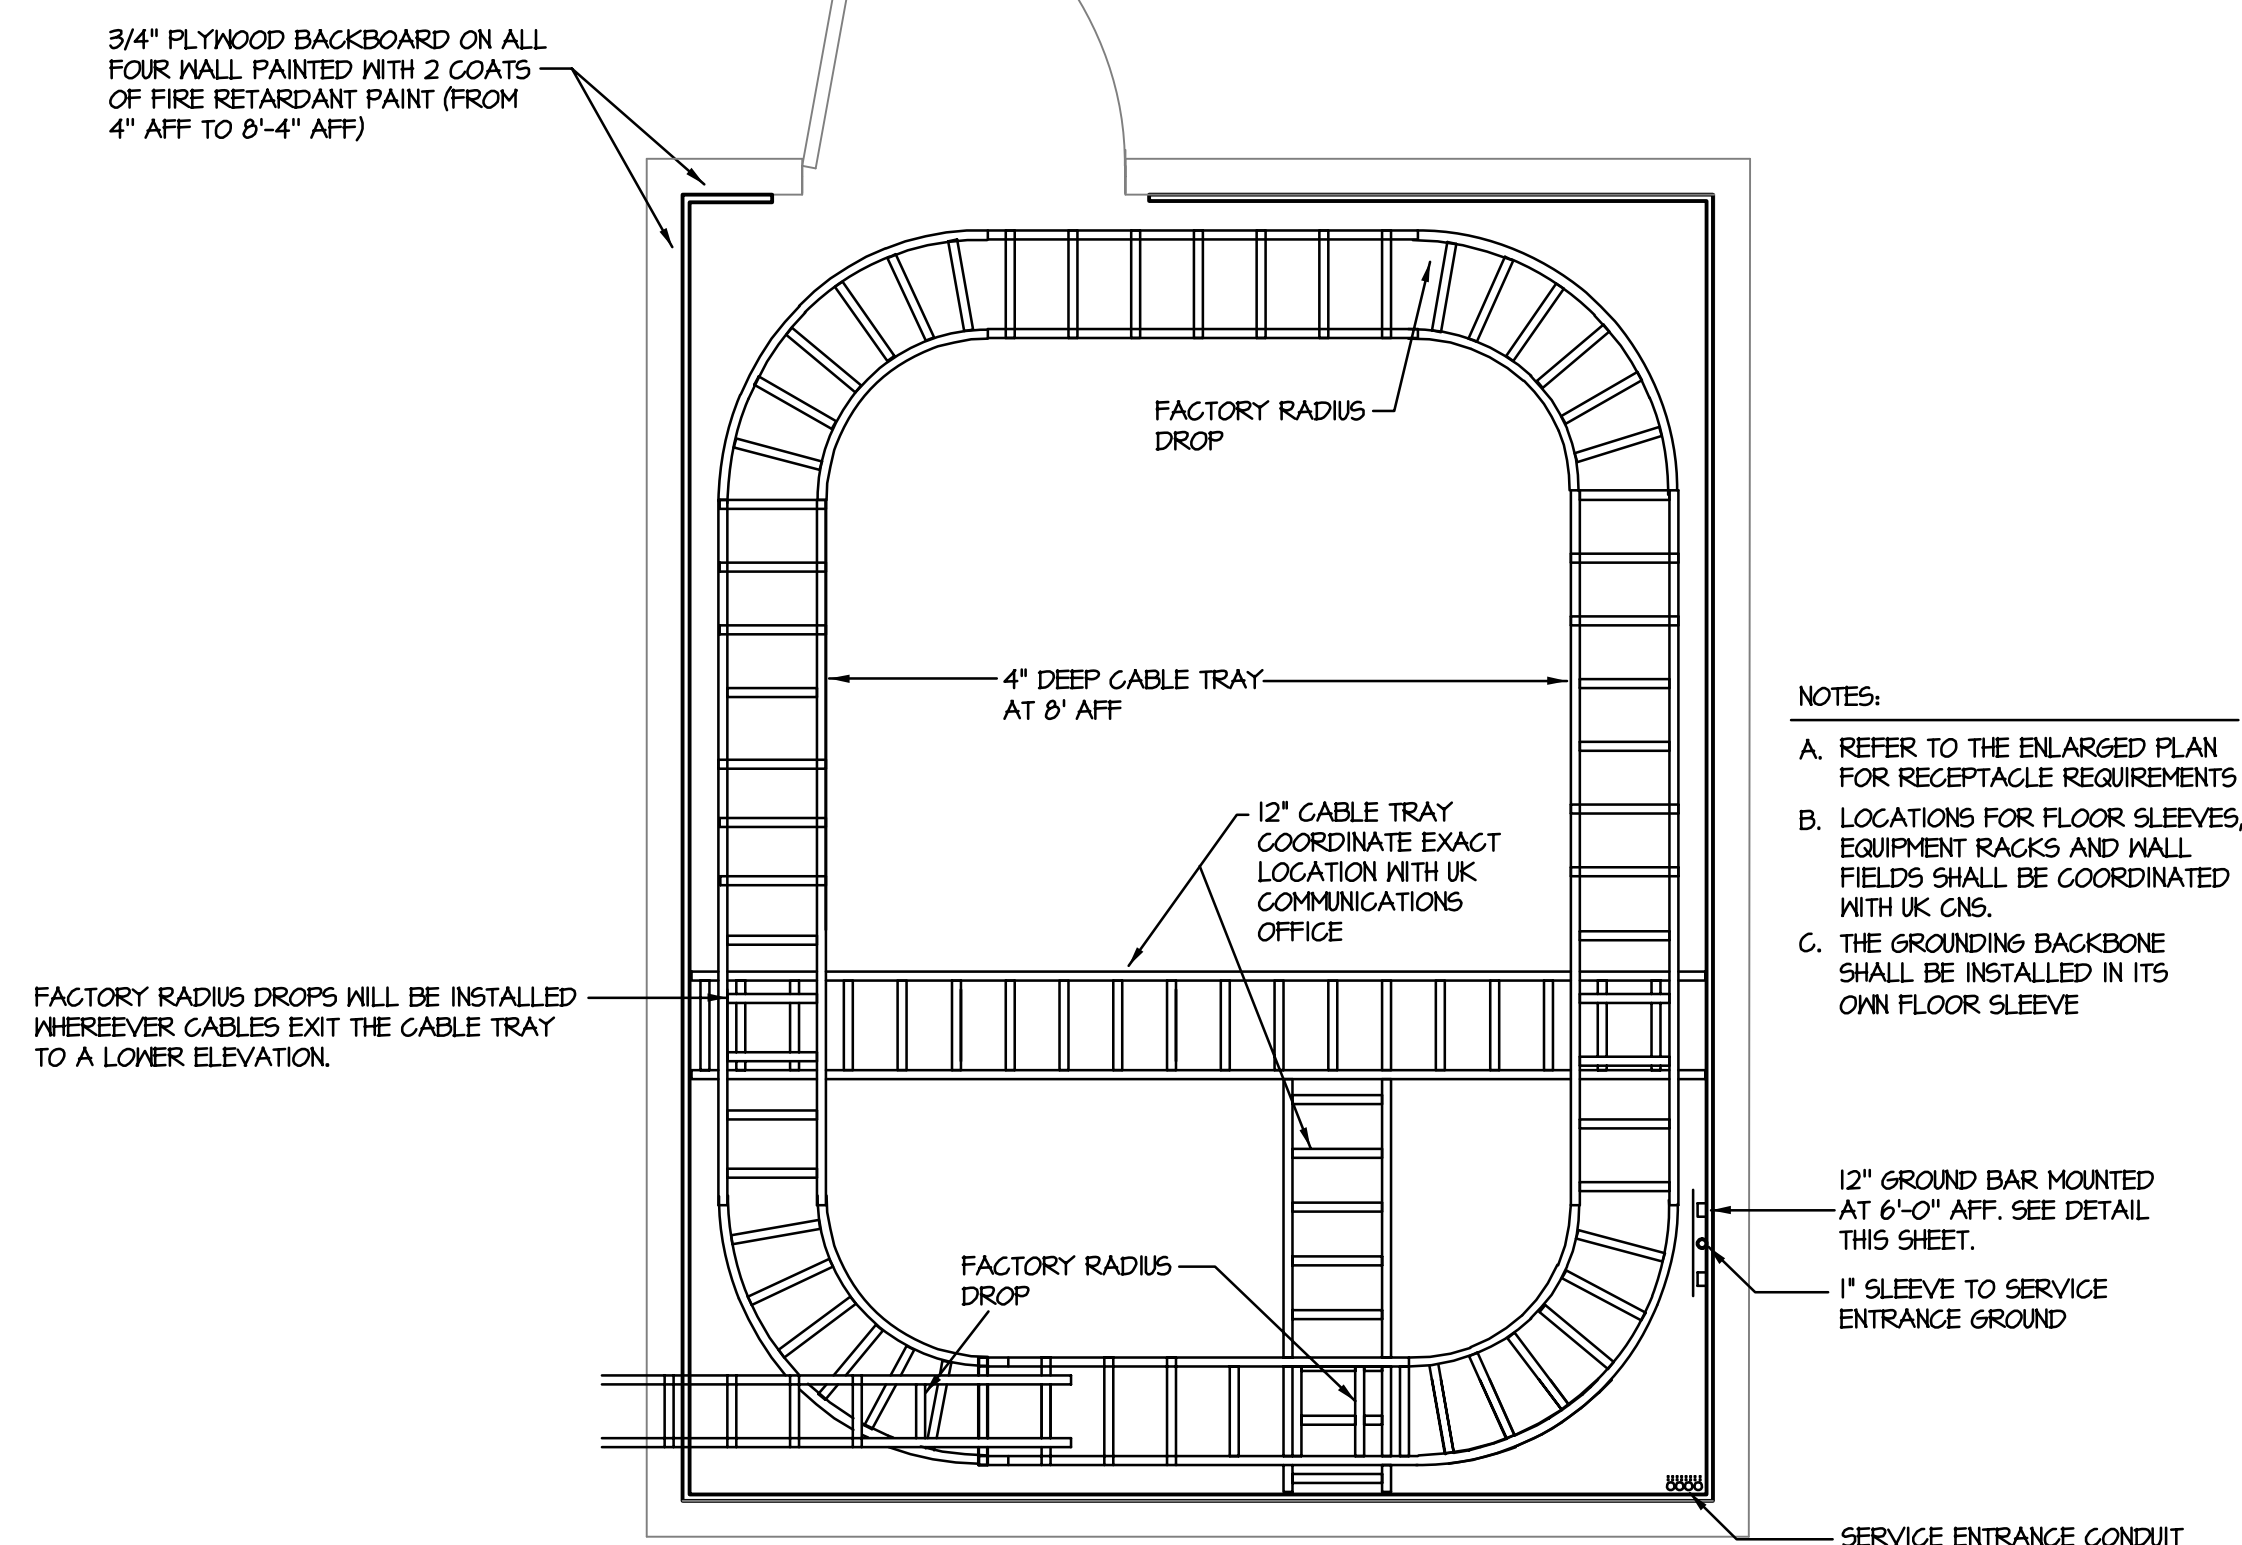 3/4" PLYWOOD BACKBOARD ON ALL
FOUR WALL PAINTED WITH 2 COATS
OF FIRE RETARDANT PAINT (FROM
4" AFF TO 8'-4" AFF)
FACTORY RADIUS
DROP
4" DEEP CABLE TRAY
AT 8' AFF
12" CABLE TRAY
COORDINATE EXACT
LOCATION WITH UK
COMMUNICATIONS
OFFICE
FACTORY RADIUS DROPS WILL BE INSTALLED
WHEREEVER CABLES EXIT THE CABLE TRAY
TO A LOWER ELEVATION.
FACTORY RADIUS
DROP
NOTES:
A. REFER TO THE ENLARGED PLAN
FOR RECEPTACLE REQUIREMENTS
B. LOCATIONS FOR FLOOR SLEEVES,
EQUIPMENT RACKS AND WALL
FIELDS SHALL BE COORDINATED
WITH UK CNS.
C. THE GROUNDING BACKBONE
SHALL BE INSTALLED IN ITS
OWN FLOOR SLEEVE
12" GROUND BAR MOUNTED
AT 6'-0" AFF. SEE DETAIL
THIS SHEET.
1" SLEEVE TO SERVICE
ENTRANCE GROUND
SERVICE ENTRANCE CONDUIT